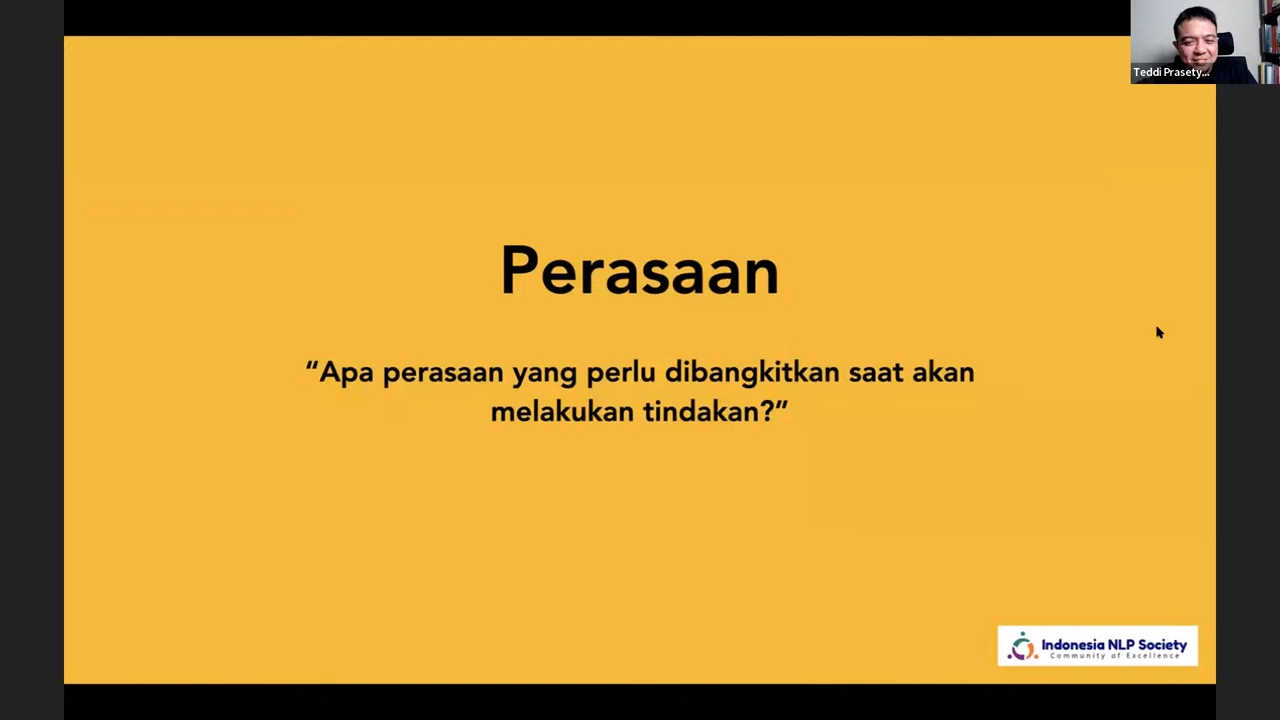 Teddi Prasety...
Perasaan
“Apa perasaan yang perlu dibangkitkan saat akan
melakukan tindakan?”
Indonesia NLP Society
Community of Excellence